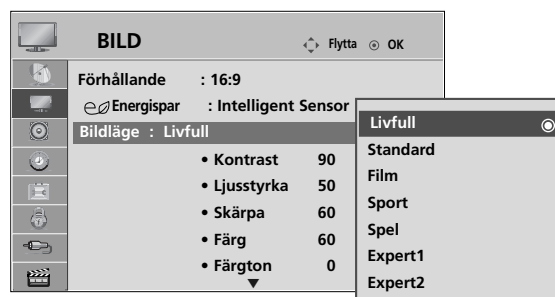 BILD
Flytta OK
Förhållande : 16:9
Energispar : Intelligent Sensor
Bildläge : Livfull
• Kontrast 90
• Ljusstyrka 50
• Skärpa 60
• Färg 60
• Färgton 0
Livfull
Standard
Film
Sport
Spel
Expert1
Expert2